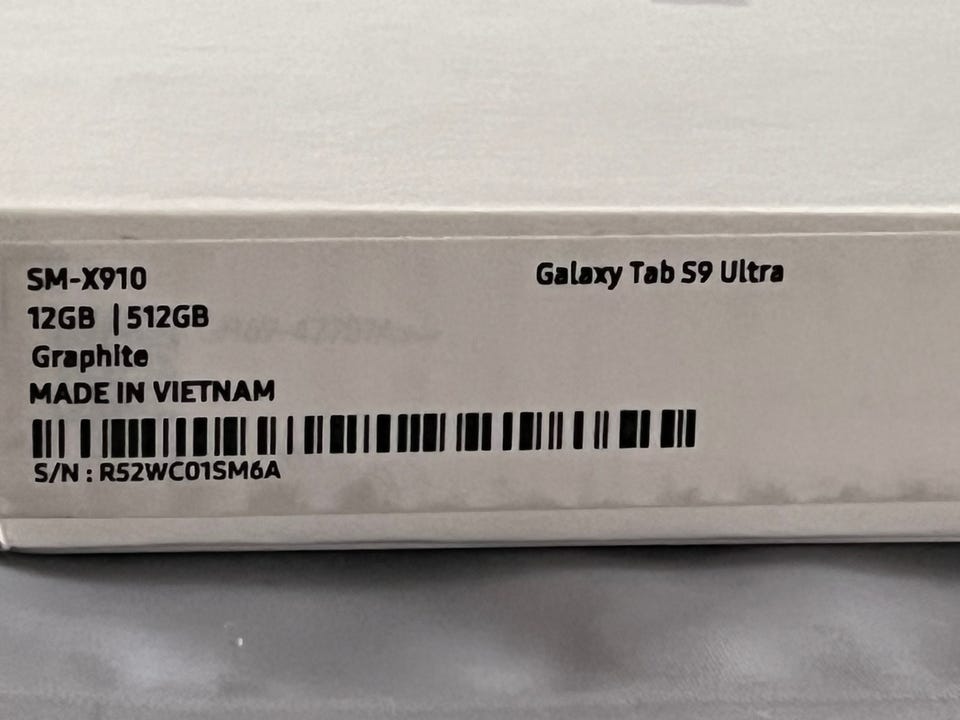 SM-X910
Galaxy Tab S9 Ultra
12GB | 512GB
Graphite
MADE IN VIETNAM
S/N : R52WC01SM6A